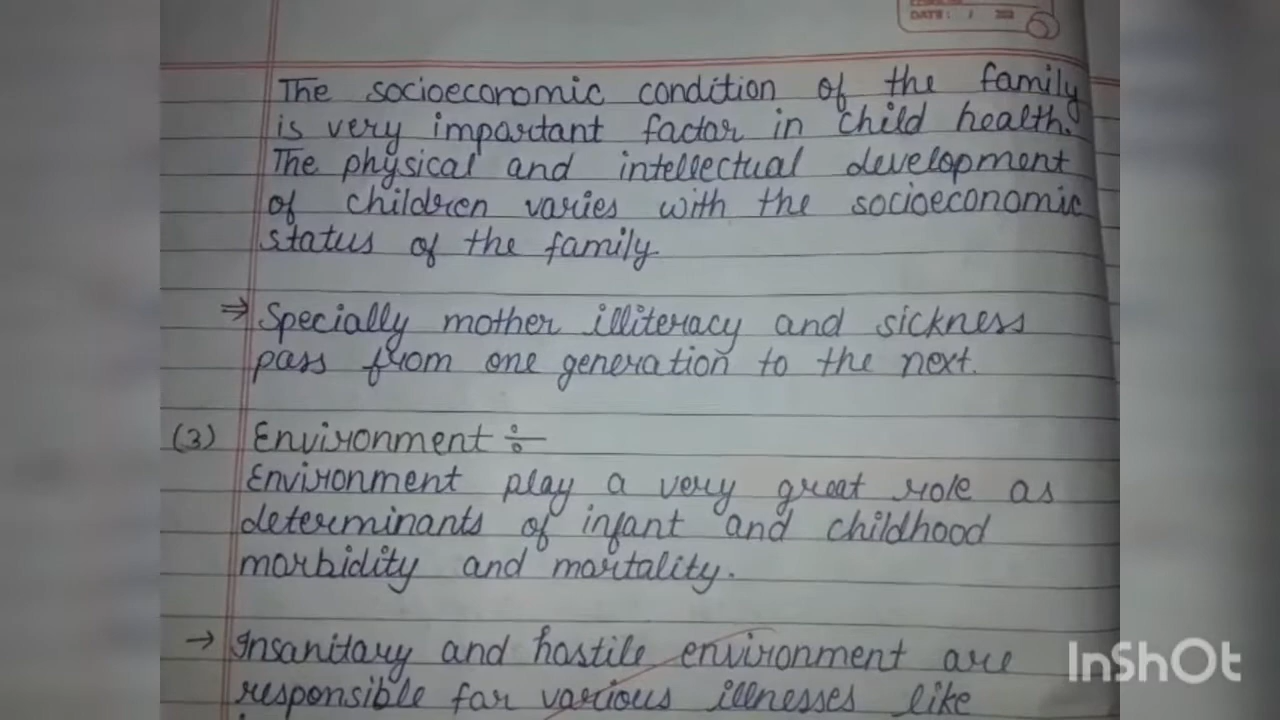 DATE: /
The socioeconomic condition of the family
is very important factor in child health.
The physical and intellectual development
of children varies with the socioeconomic
status of the family.
⇒ Specially mother illiteracy and sickness
pass from one generation to the next.
(3) Environment ÷
Environment play a very great role as
determinants of infant and childhood
morbidity and mortality.
→ Insanitary and hostile environment are
responsible for various illnesses like
InShOt